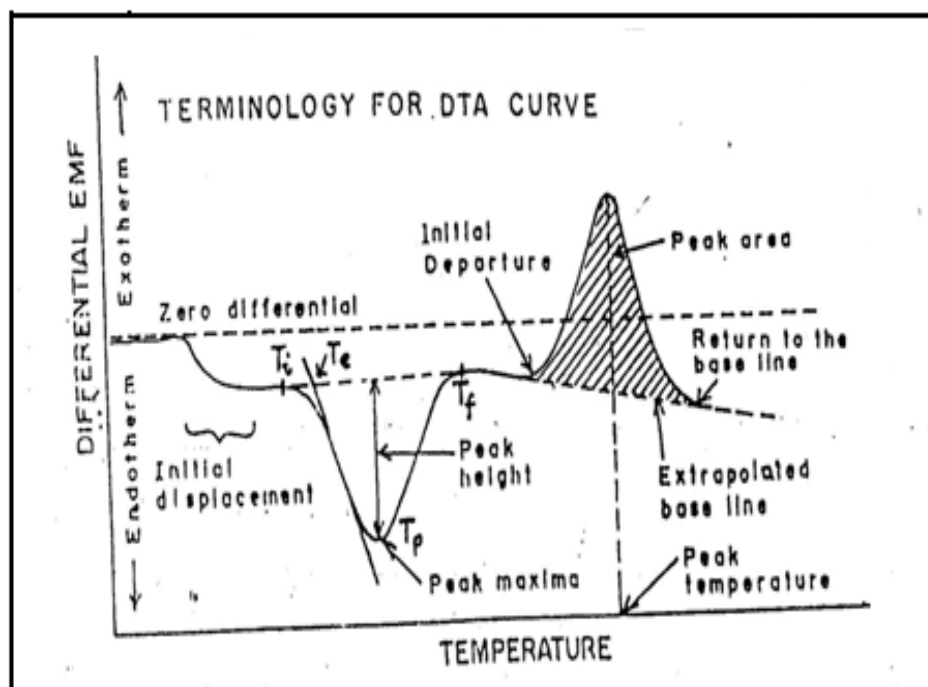 TERMINOLOGY FOR DTA CURVE
DIFFERENTIAL EMF
Exotherm
Endotherm
Zero differential
Initial
Departure
Peak area
Return to the
base line
Ti
Te
Tf
Peak
height
Initial
displacement
Extrapolated
base line
Tp
Peak maxima
Peak
temperature
TEMPERATURE